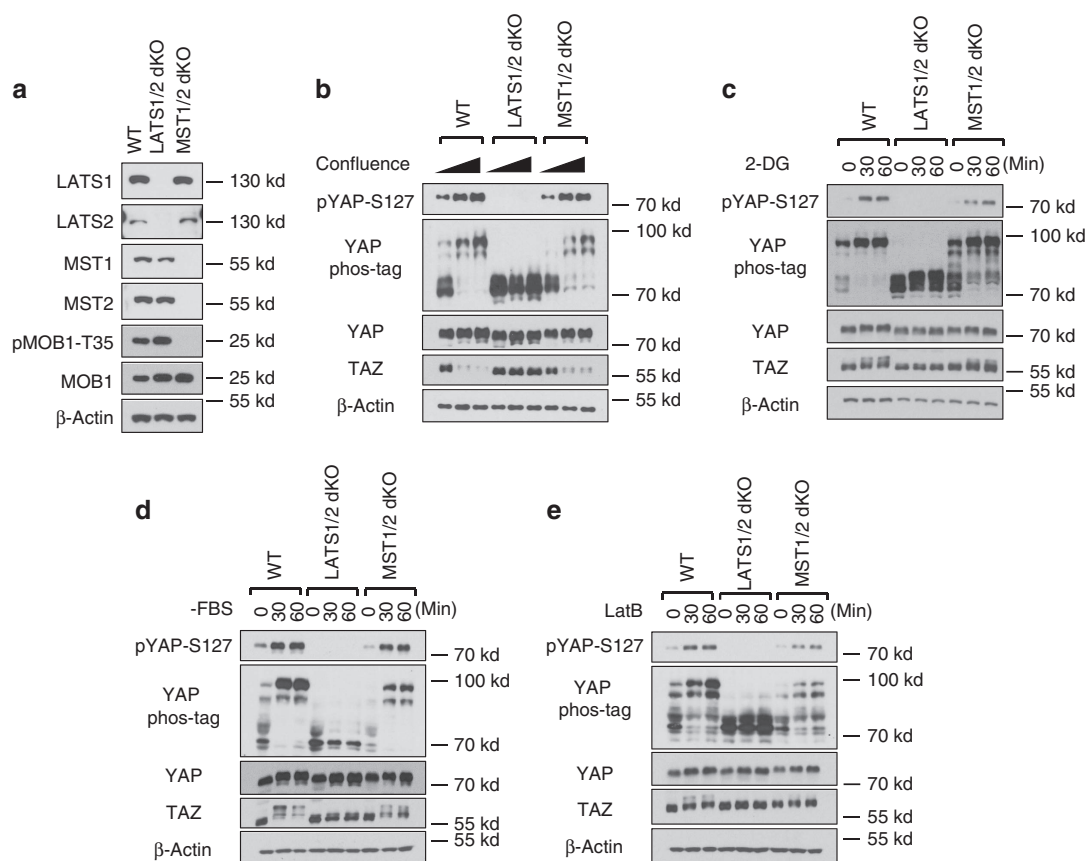 a
WT
LATS1/2 dKO
MST1/2 dKO
LATS1
130 kd
LATS2
130 kd
MST1
55 kd
MST2
55 kd
pMOB1-T35
25 kd
MOB1
25 kd
55 kd
β-Actin
b
WT
LATS1/2 dKO
MST1/2 dKO
Confluence
pYAP-S127
70 kd
100 kd
YAP
phos-tag
70 kd
YAP
70 kd
TAZ
55 kd
55 kd
β-Actin
c
WT
LATS1/2 dKO
MST1/2 dKO
2-DG
0 30 60 0 30 60 0 30 60 (Min)
pYAP-S127
70 kd
100 kd
YAP
phos-tag
70 kd
YAP
70 kd
TAZ
55 kd
55 kd
β-Actin
d
WT
LATS1/2 dKO
MST1/2 dKO
-FBS
0 30 60 0 30 60 0 30 60 (Min)
pYAP-S127
70 kd
100 kd
YAP
phos-tag
70 kd
YAP
70 kd
TAZ
55 kd
55 kd
β-Actin
e
WT
LATS1/2 dKO
MST1/2 dKO
LatB
0 30 60 0 30 60 0 30 60 (Min)
pYAP-S127
70 kd
100 kd
YAP
phos-tag
70 kd
YAP
70 kd
TAZ
55 kd
55 kd
β-Actin